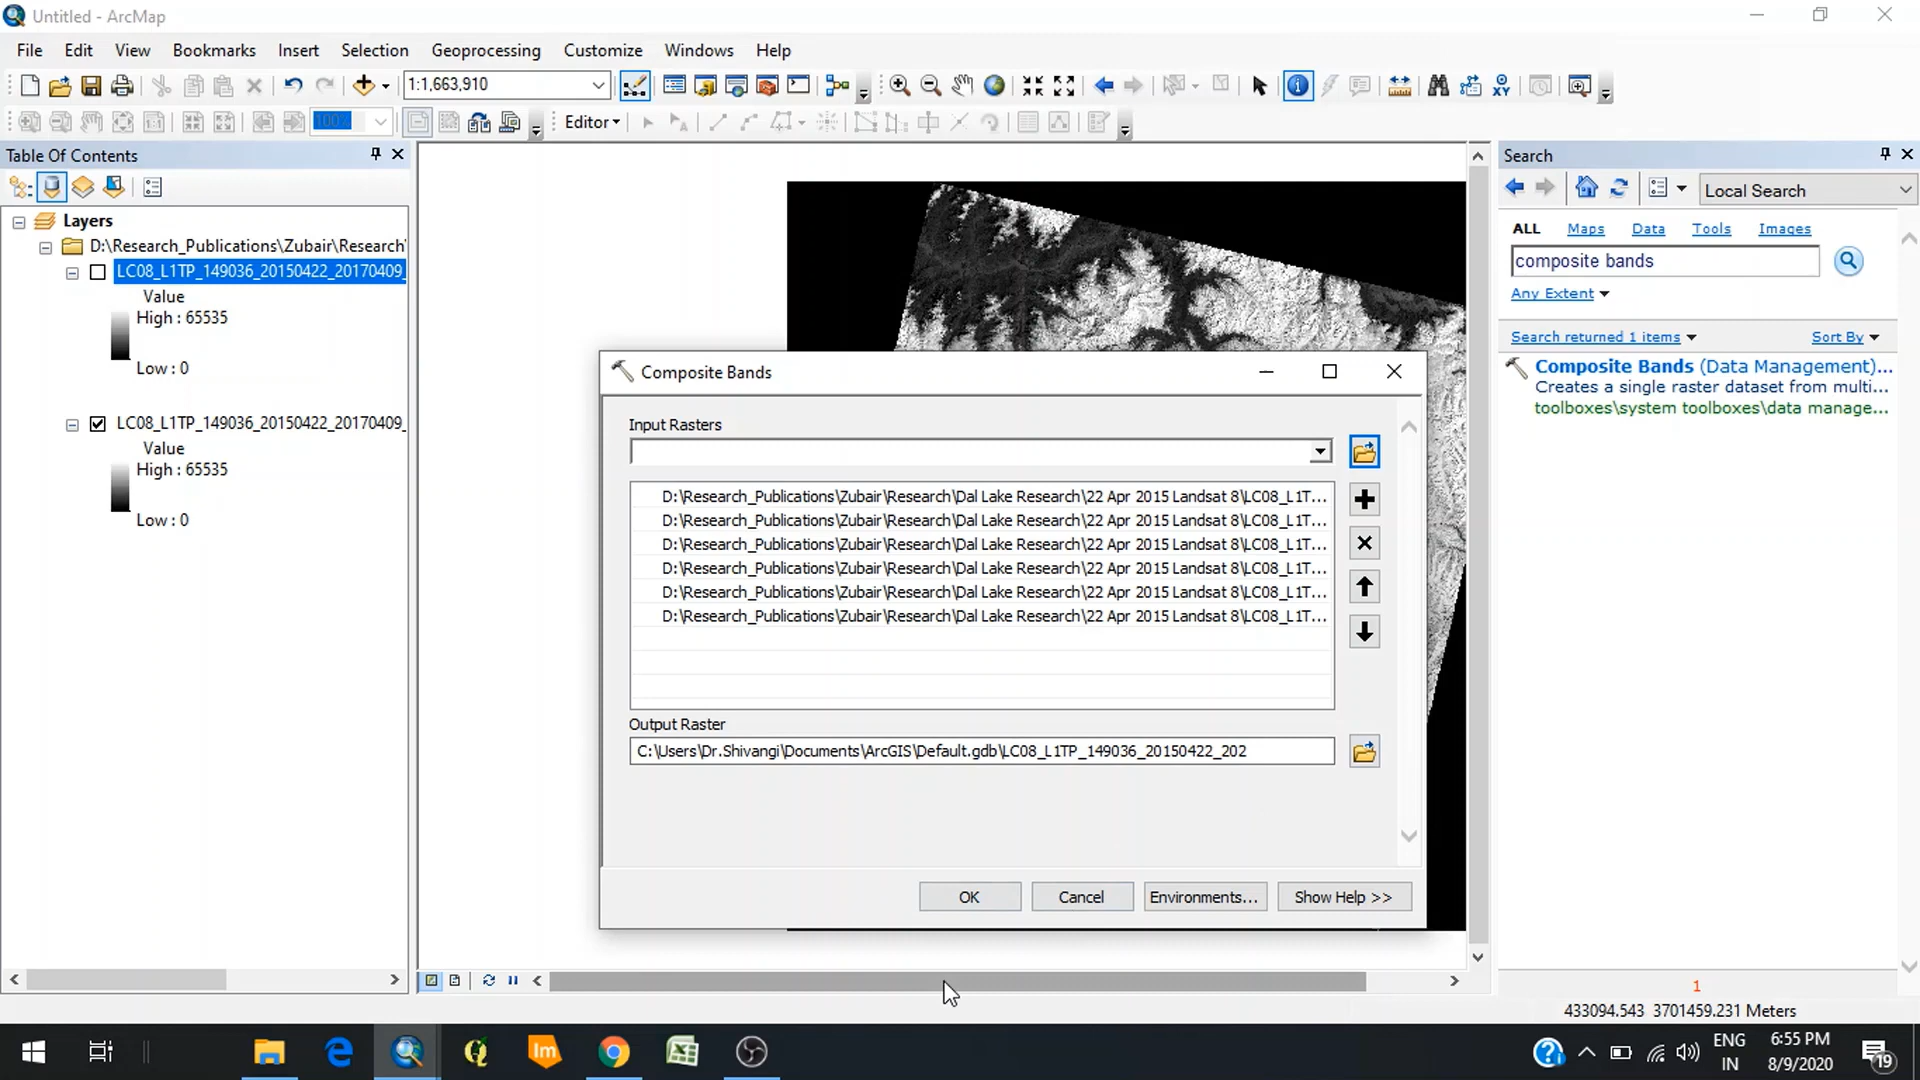 Untitled - ArcMap
File Edit View Bookmarks Insert Selection Geoprocessing Customize Windows Help
1:1,663,910
100%
Editor
Table Of Contents
Layers
D:\Research_Publications\Zubair\Research\
LC08_L1TP_149036_20150422_20170409_
Value
High : 65535
Low : 0
LC08_L1TP_149036_20150422_20170409_
Value
High : 65535
Low : 0
Composite Bands
Input Rasters
D:\Research_Publications\Zubair\Research\Dal Lake Research\22 Apr 2015 Landsat 8\LC08_L1T...
D:\Research_Publications\Zubair\Research\Dal Lake Research\22 Apr 2015 Landsat 8\LC08_L1T...
D:\Research_Publications\Zubair\Research\Dal Lake Research\22 Apr 2015 Landsat 8\LC08_L1T...
D:\Research_Publications\Zubair\Research\Dal Lake Research\22 Apr 2015 Landsat 8\LC08_L1T...
D:\Research_Publications\Zubair\Research\Dal Lake Research\22 Apr 2015 Landsat 8\LC08_L1T...
D:\Research_Publications\Zubair\Research\Dal Lake Research\22 Apr 2015 Landsat 8\LC08_L1T...
Output Raster
C:\Users\Dr.Shivangi\Documents\ArcGIS\Default.gdb\LC08_L1TP_149036_20150422_202
OK Cancel Environments... Show Help >>
Search
Local Search
ALL Maps Data Tools Images
composite bands
Any Extent
Search returned 1 items Sort By
Composite Bands (Data Management)...
Creates a single raster dataset from multi...
toolboxes\system toolboxes\data manage...
1
433094.543 3701459.231 Meters
ENG
IN
6:55 PM
8/9/2020
19